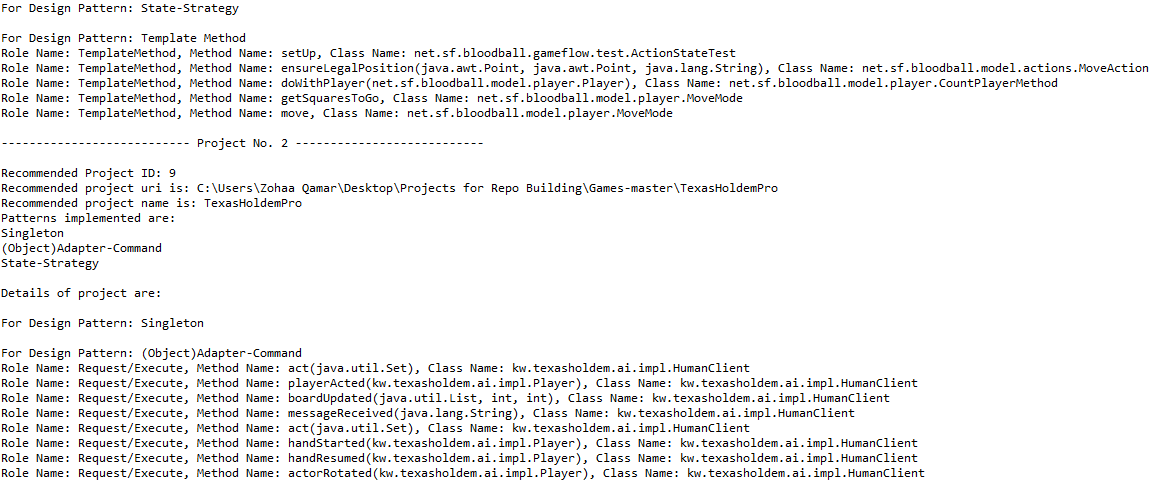 For Design Pattern: State-Strategy
For Design Pattern: Template Method
Role Name: TemplateMethod, Method Name: setUp, Class Name: net.sf.bloodball.gameflow.test.ActionStateTest
Role Name: TemplateMethod, Method Name: ensureLegalPosition(java.awt.Point, java.awt.Point, java.lang.String), Class Name: net.sf.bloodball.model.actions.MoveAction
Role Name: TemplateMethod, Method Name: doWithPlayer(net.sf.bloodball.model.player.Player), Class Name: net.sf.bloodball.model.player.CountPlayerMethod
Role Name: TemplateMethod, Method Name: getSquaresToGo, Class Name: net.sf.bloodball.model.player.MoveMode
Role Name: TemplateMethod, Method Name: move, Class Name: net.sf.bloodball.model.player.MoveMode
--------------------------- Project No. 2 ---------------------------
Recommended Project ID: 9
Recommended project uri is: C:\Users\Zohaa Qamar\Desktop\Projects for Repo Building\Games-master\TexasHoldemPro
Recommended project name is: TexasHoldemPro
Patterns implemented are:
Singleton
(Object)Adapter-Command
State-Strategy
Details of project are:
For Design Pattern: Singleton
For Design Pattern: (Object)Adapter-Command
Role Name: Request/Execute, Method Name: act(java.util.Set), Class Name: kw.texasholdem.ai.impl.HumanClient
Role Name: Request/Execute, Method Name: playerActed(kw.texasholdem.ai.impl.Player), Class Name: kw.texasholdem.ai.impl.HumanClient
Role Name: Request/Execute, Method Name: boardUpdated(java.util.List, int, int), Class Name: kw.texasholdem.ai.impl.HumanClient
Role Name: Request/Execute, Method Name: messageReceived(java.lang.String), Class Name: kw.texasholdem.ai.impl.HumanClient
Role Name: Request/Execute, Method Name: act(java.util.Set), Class Name: kw.texasholdem.ai.impl.HumanClient
Role Name: Request/Execute, Method Name: handStarted(kw.texasholdem.ai.impl.Player), Class Name: kw.texasholdem.ai.impl.HumanClient
Role Name: Request/Execute, Method Name: handResumed(kw.texasholdem.ai.impl.Player), Class Name: kw.texasholdem.ai.impl.HumanClient
Role Name: Request/Execute, Method Name: actorRotated(kw.texasholdem.ai.impl.Player), Class Name: kw.texasholdem.ai.impl.HumanClient